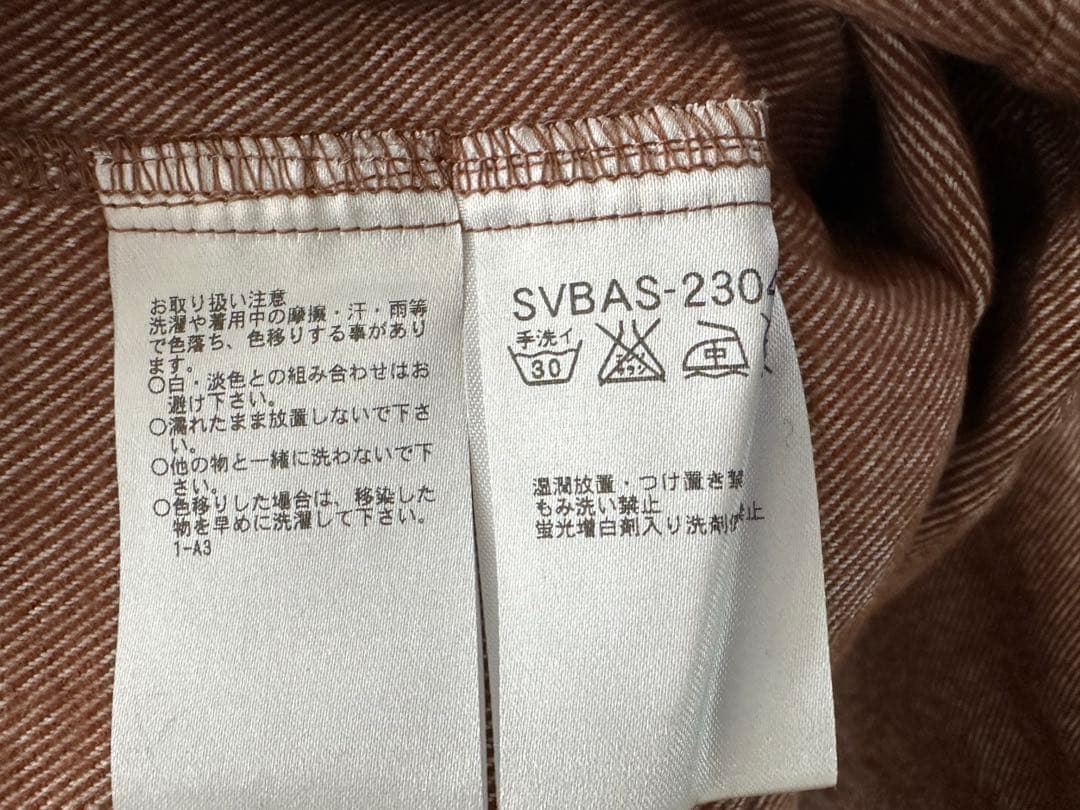 お取り扱い注意
洗濯や着用中の摩擦・汗・雨等
で色落ち、色移りする事があり
ます。
○白・淡色との組み合わせはお
避け下さい。
○濡れたまま放置しないで下さ
い。
○他の物と一緒に洗わないで下
さい。
○色移りした場合は、移染した
物を早めに洗濯して下さい。
1-A3
SVBAS-230
手洗イ
30
中
湿潤放置・つけ置き禁
もみ洗い禁止
蛍光増白剤入り洗剤 止